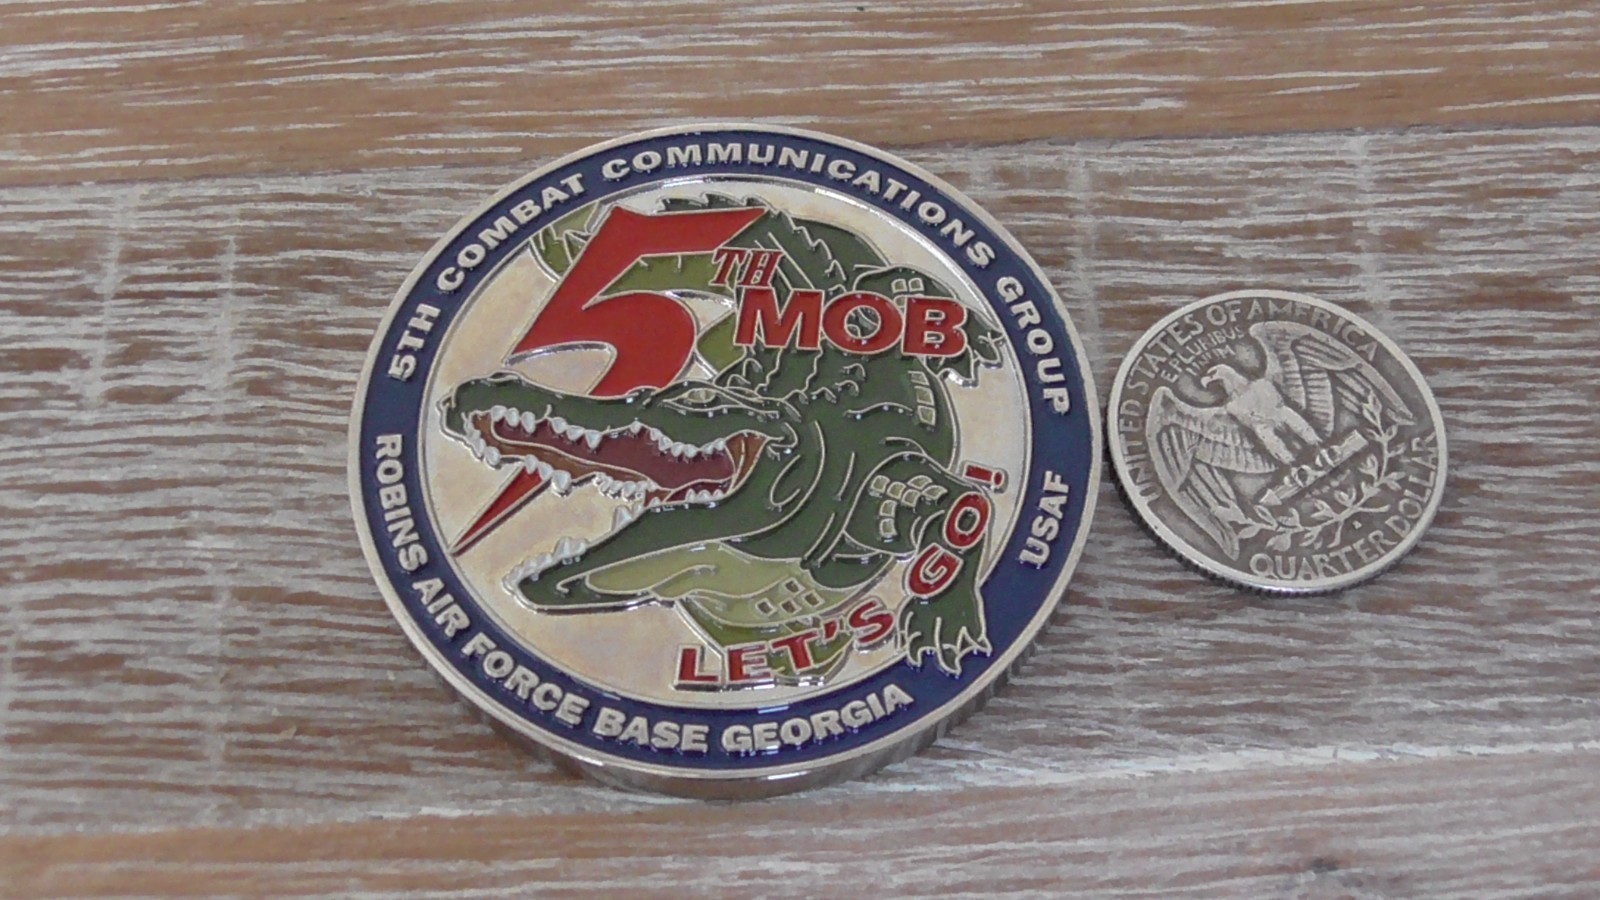 5TH COMBAT COMMUNICATIONS GROUP
USAF
ROBINS AIR FORCE BASE GEORGIA
5TH
MOB
LET'S GO!
UNITED STATES OF AMERICA
E PLURIBUS
UNUM
QUARTER DOLLAR